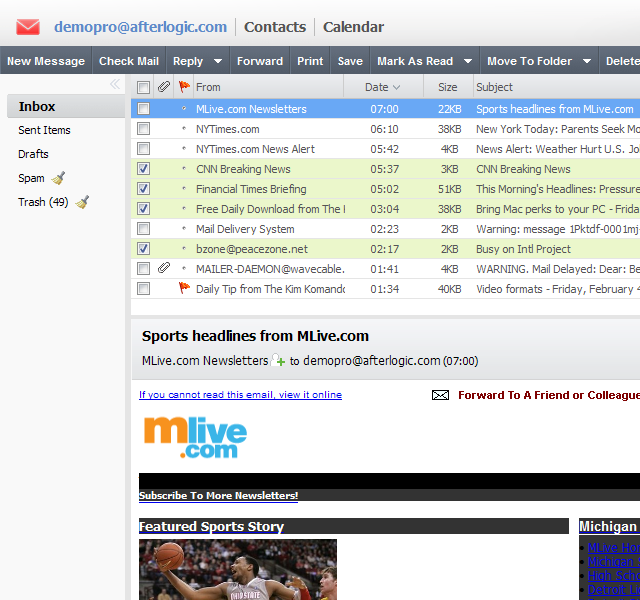 demopro@afterlogic.com Contacts Calendar
New Message Check Mail Reply Forward Print Save Mark As Read Move To Folder Delete
From Date Size Subject
Inbox
Sent Items
Drafts
Spam
Trash (49)
MLive.com Newsletters 07:00 22KB Sports headlines from MLive.com
NYTimes.com 06:10 38KB New York Today: Parents Seek Mo
NYTimes.com News Alert 05:42 4KB News Alert: Weather Hurt U.S. Jo
CNN Breaking News 05:37 3KB CNN Breaking News
Financial Times Briefing 05:02 51KB This Morning's Headlines: Pressure
Free Daily Download from The 03:04 38KB Bring Mac perks to your PC - Frida
Mail Delivery System 02:23 2KB Warning: message 1Pktdf-0001mj-
bzone@peacezone.net 02:17 2KB Busy on Intl Project
MAILER-DAEMON@wavecable. 01:41 4KB WARNING. Mail Delayed: Dear: Be
Daily Tip from The Kim Komando 01:34 40KB Video formats - Friday, February 4
Sports headlines from MLive.com
MLive.com Newsletters to demopro@afterlogic.com (07:00)
If you cannot read this email, view it online
Forward To A Friend or Colleague
mlive
.com
Subscribe To More Newsletters!
Featured Sports Story
Michigan
MLive Ho
Michigan
High Scho
Detroit
OHIO STATE